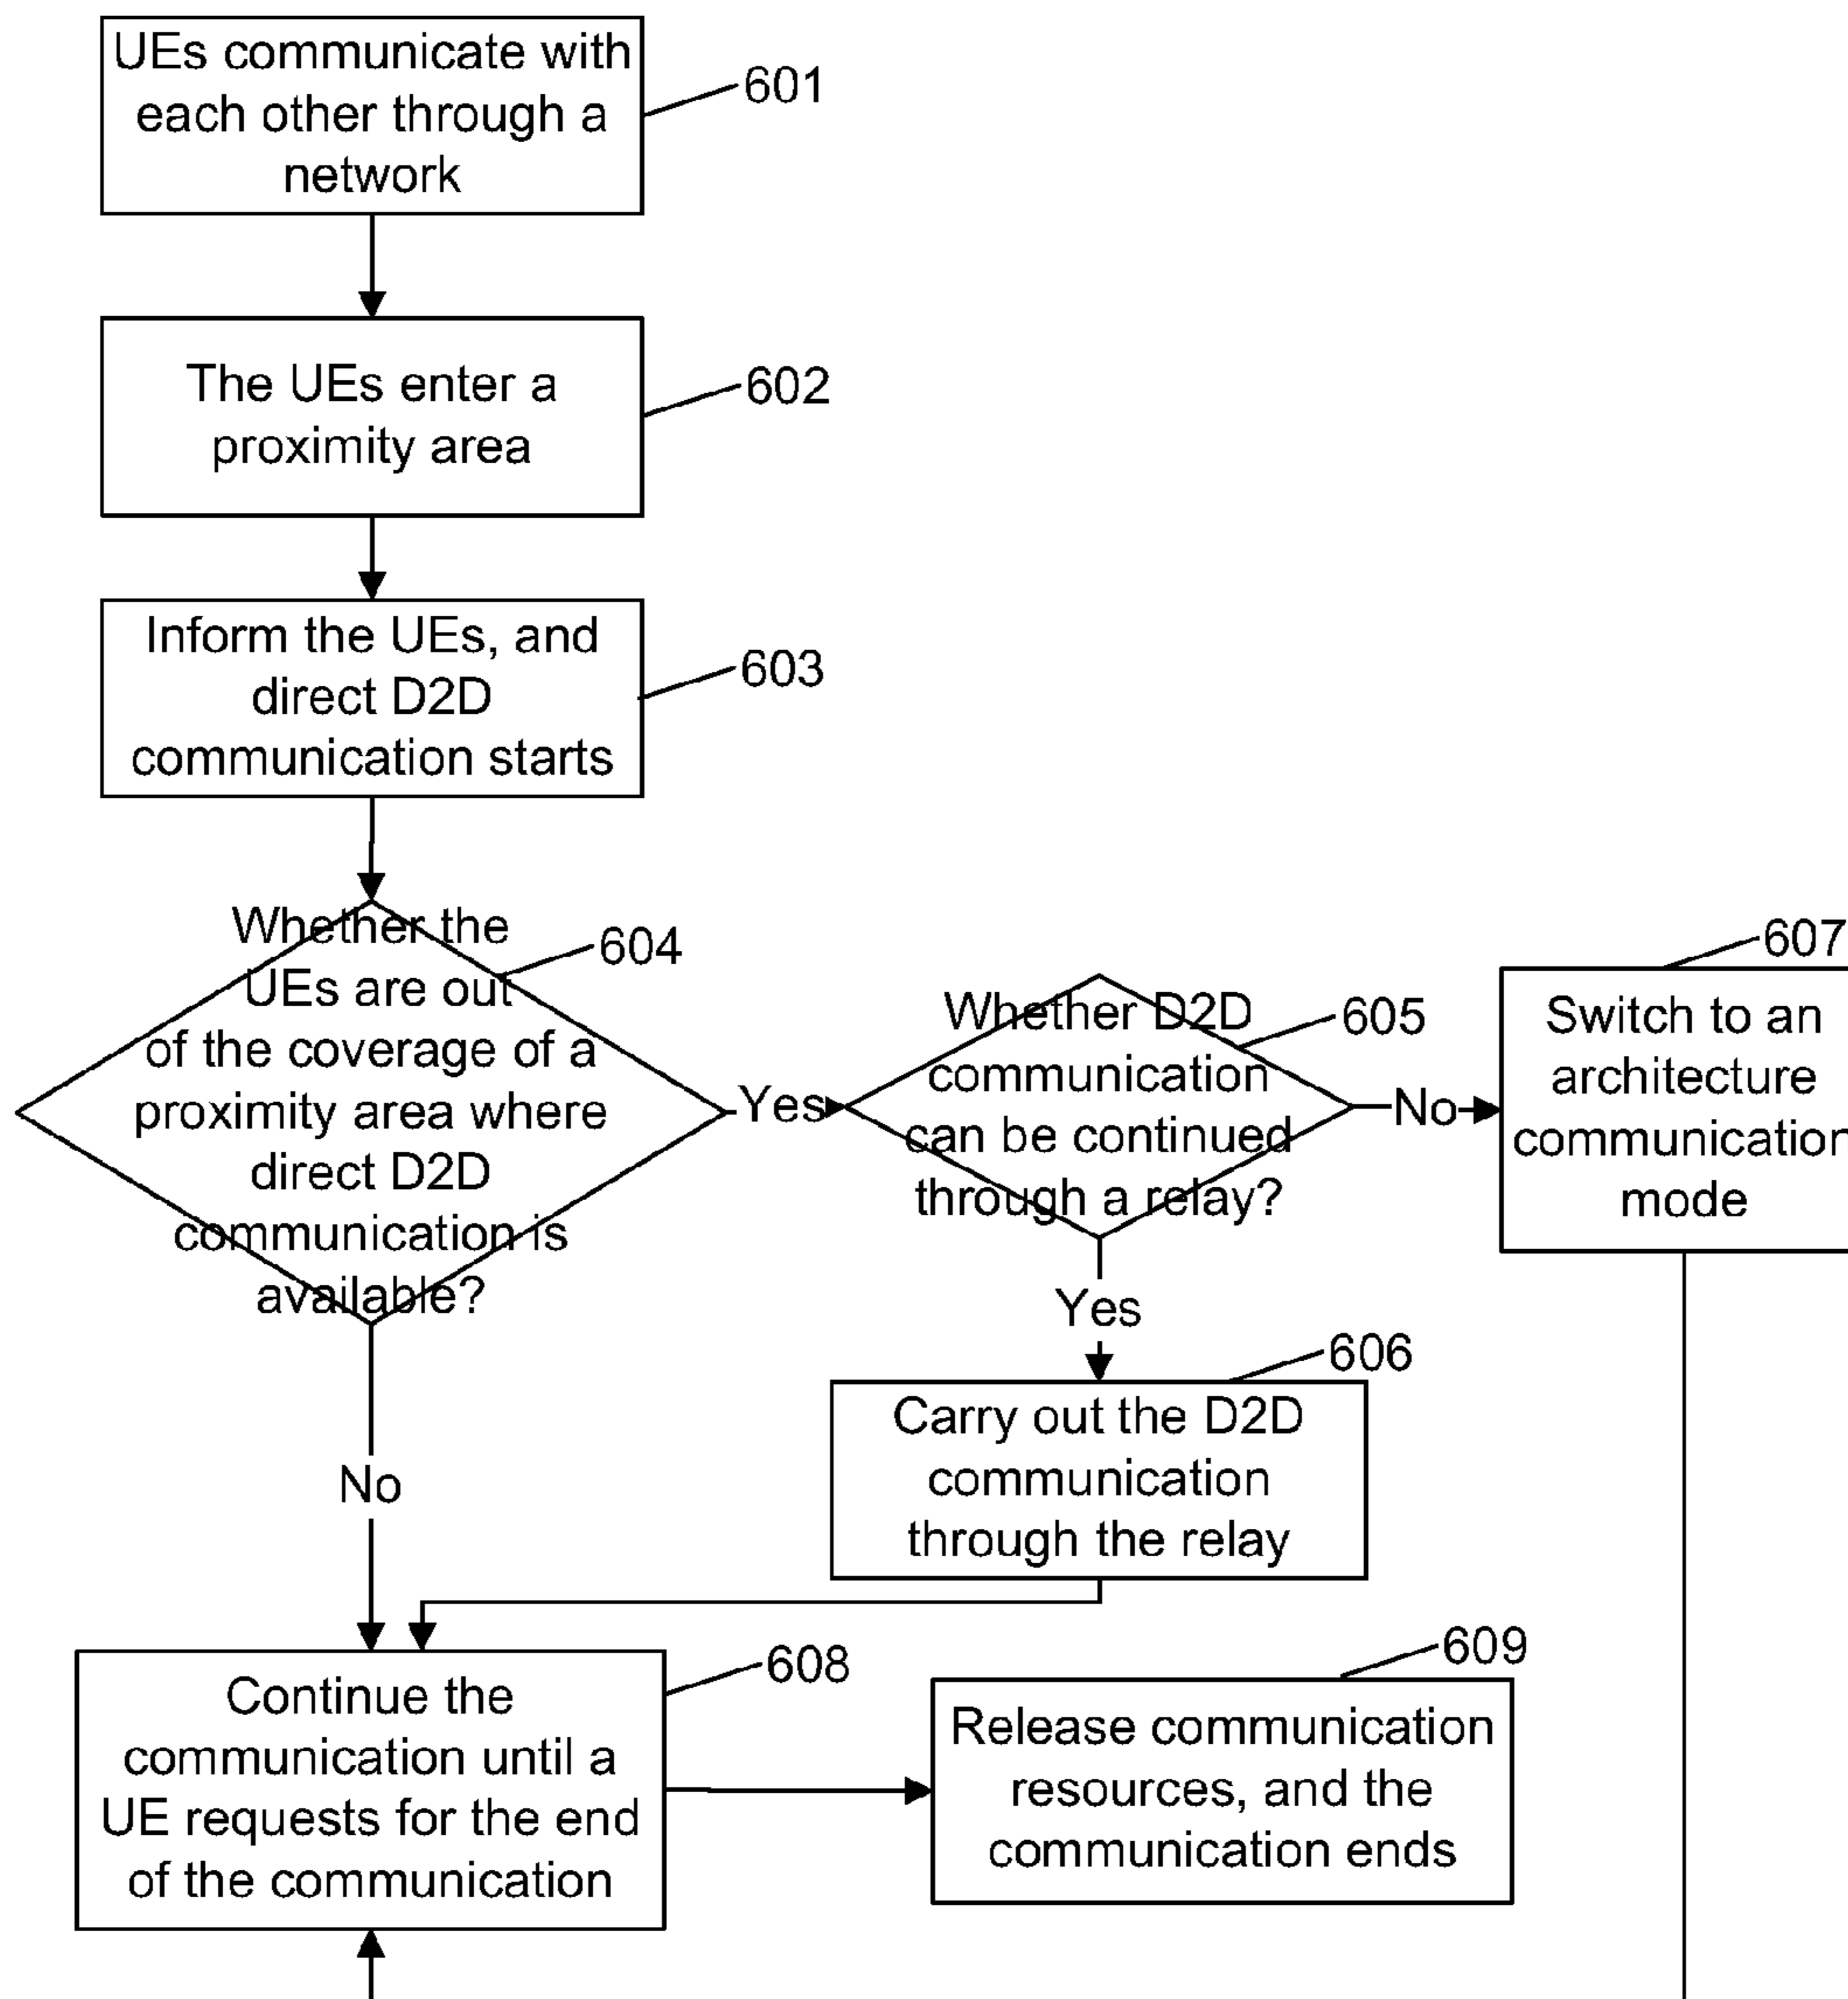 UEs communicate with
each other through a
network
601
The UEs enter a
proximity area
602
Inform the UEs, and
direct D2D
communication starts
603
Whether the
UEs are out
of the coverage of a
proximity area where
direct D2D
communication is
available?
604
Yes
Whether D2D
communication
can be continued
through a relay?
605
No
Switch to an
architecture
communication
mode
607
Yes
Carry out the D2D
communication
through the relay
606
No
Continue the
communication until a
UE requests for the end
of the communication
608
Release communication
resources, and the
communication ends
609